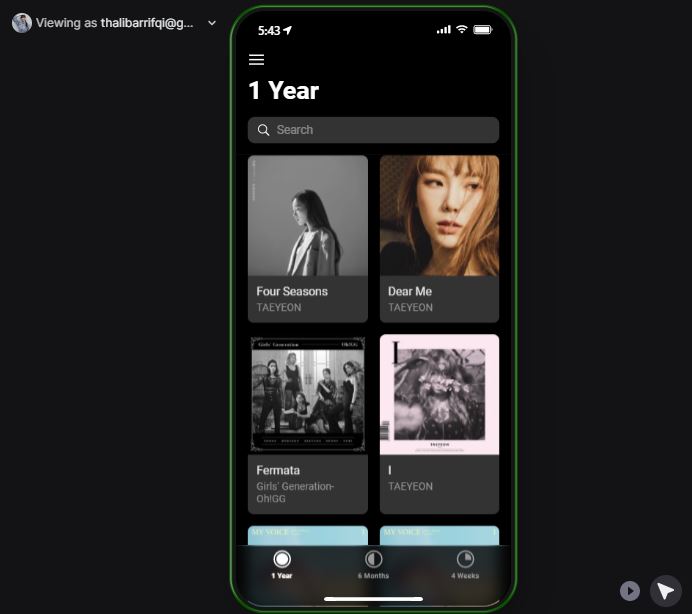 Viewing as thalibarrifqi@g...
5:43
1 Year
Search
Four Seasons
TAEYEON
Dear Me
TAEYEON
Girls' Generation
Oh!GG
I
Fermata
Girls' Generation-
Oh!GG
I
TAEYEON
MY VOICE
MY VOICE
1 Year
6 Months
4 Weeks